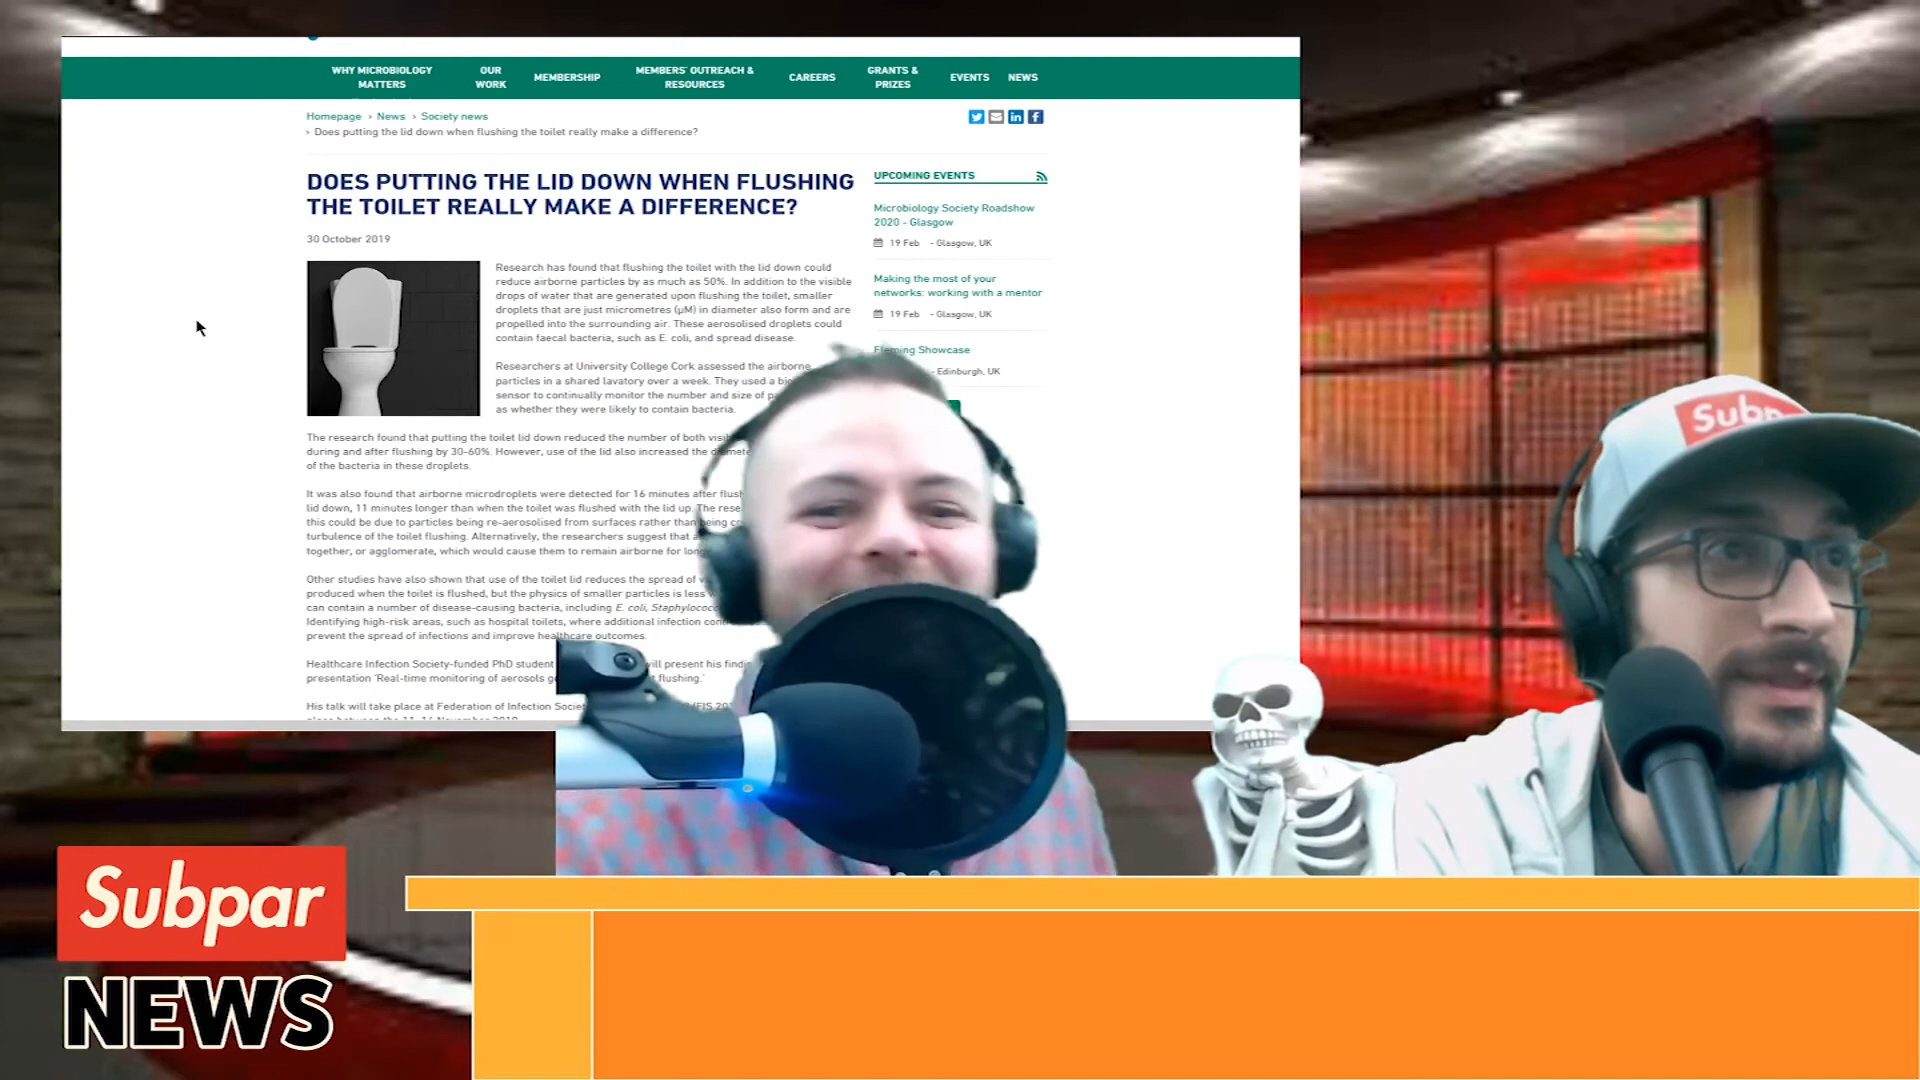 WHY MICROBIOLOGY
MATTERS
OUR
WORK
MEMBERSHIP
MEMBERS' OUTREACH &
RESOURCES
CAREERS
GRANTS &
PRIZES
EVENTS
NEWS
Homepage › News › Society news
› Does putting the lid down when flushing the toilet really make a difference?
DOES PUTTING THE LID DOWN WHEN FLUSHING
THE TOILET REALLY MAKE A DIFFERENCE?
30 October 2019
Research has found that flushing the toilet with the lid down could
reduce airborne particles by as much as 50%. In addition to the visible
drops of water that are generated upon flushing the toilet, smaller
droplets that are just micrometres (µM) in diameter also form and are
propelled into the surrounding air. These aerosolised droplets could
contain faecal bacteria, such as E. coli, and spread disease.
Researchers at University College Cork assessed the airborne
particles in a shared lavatory over a week. They used a
sensor to continually monitor the number and size of
as whether they were likely to contain bacteria.
The research found that putting the toilet lid down reduced the number of both
during and after flushing by 30-60%. However, use of the lid also increased the
of the bacteria in these droplets.
It was also found that airborne microdroplets were detected for 16 minutes after
lid down, 11 minutes longer than when the toilet was flushed with the lid up. The
this could be due to particles being re-aerosolised from surfaces rather than being
turbulence of the toilet flushing. Alternatively, the researchers suggest that
together, or agglomerate, which would cause them to remain airborne for
Other studies have also shown that use of the toilet lid reduces the spread of
produced when the toilet is flushed, but the physics of smaller particles is less
can contain a number of disease-causing bacteria, including E. coli,
Identifying high-risk areas, such as hospital toilets, where additional infection
prevent the spread of infections and improve healthcare outcomes.
Healthcare Infection Society-funded PhD student will present his
presentation 'Real-time monitoring of aerosols flushing.'
His talk will take place at Federation of Infection
UPCOMING EVENTS
Microbiology Society Roadshow
2020 - Glasgow
19 Feb - Glasgow, UK
Making the most of your
networks: working with a mentor
19 Feb - Glasgow, UK
Fleming Showcase
- Edinburgh, UK
Subp
Subpar
NEWS